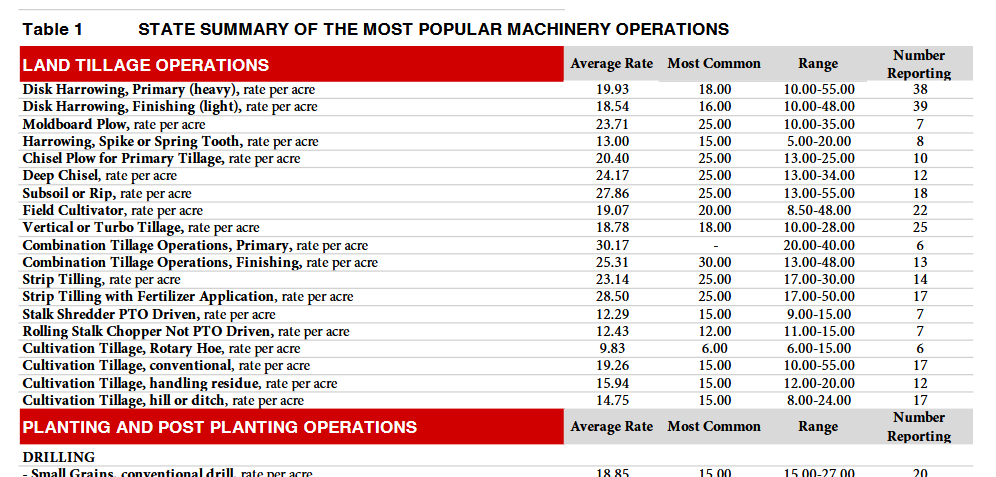 Table 1 STATE SUMMARY OF THE MOST POPULAR MACHINERY OPERATIONS
LAND TILLAGE OPERATIONS Average Rate Most Common Range Number Reporting
Disk Harrowing, Primary (heavy), rate per acre 19.93 18.00 10.00-55.00 38
Disk Harrowing, Finishing (light), rate per acre 18.54 16.00 10.00-48.00 39
Moldboard Plow, rate per acre 23.71 25.00 10.00-35.00 7
Harrowing, Spike or Spring Tooth, rate per acre 13.00 15.00 5.00-20.00 8
Chisel Plow for Primary Tillage, rate per acre 20.40 25.00 13.00-25.00 10
Deep Chisel, rate per acre 24.17 25.00 13.00-34.00 12
Subsoil or Rip, rate per acre 27.86 25.00 13.00-55.00 18
Field Cultivator, rate per acre 19.07 20.00 8.50-48.00 22
Vertical or Turbo Tillage, rate per acre 18.78 18.00 10.00-28.00 25
Combination Tillage Operations, Primary, rate per acre 30.17 - 20.00-40.00 6
Combination Tillage Operations, Finishing, rate per acre 25.31 30.00 13.00-48.00 13
Strip Tilling, rate per acre 23.14 25.00 17.00-30.00 14
Strip Tilling with Fertilizer Application, rate per acre 28.50 25.00 17.00-50.00 17
Stalk Shredder PTO Driven, rate per acre 12.29 15.00 9.00-15.00 7
Rolling Stalk Chopper Not PTO Driven, rate per acre 12.43 12.00 11.00-15.00 7
Cultivation Tillage, Rotary Hoe, rate per acre 9.83 6.00 6.00-15.00 6
Cultivation Tillage, conventional, rate per acre 19.26 15.00 10.00-55.00 17
Cultivation Tillage, handling residue, rate per acre 15.94 15.00 12.00-20.00 12
Cultivation Tillage, hill or ditch, rate per acre 14.75 15.00 8.00-24.00 17
PLANTING AND POST PLANTING OPERATIONS Average Rate Most Common Range Number Reporting
DRILLING
- Small Grains, conventional drill, rate per acre 18.85 15.00 15.00-27.00 20